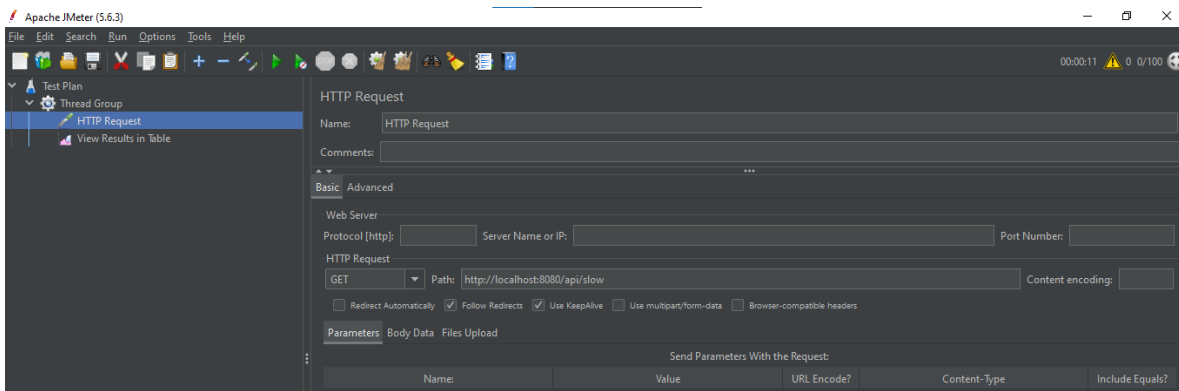 Apache JMeter (5.6.3)
File Edit Search Run Options Tools Help
00:00:11 0 0/100
Test Plan
Thread Group
HTTP Request
View Results in Table
HTTP Request
Name: HTTP Request
Comments:
Basic Advanced
Web Server
Protocol [http]: Server Name or IP: Port Number:
HTTP Request
GET Path: http://localhost:8080/api/slow Content encoding:
Redirect Automatically Follow Redirects Use KeepAlive Use multipart/form-data Browser-compatible headers
Parameters Body Data Files Upload
Send Parameters With the Request:
Name: Value URL Encode? Content-Type Include Equals?